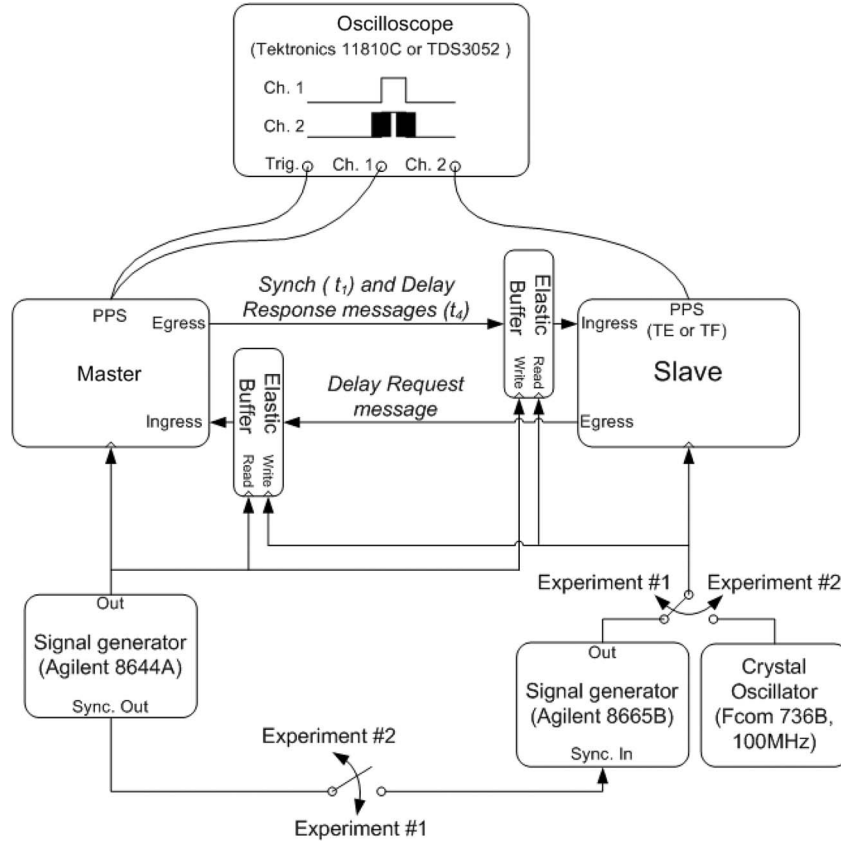 Oscilloscope
(Tektronics 11810C or TDS3052 )
Ch. 1
Ch. 2
Trig.
Ch. 1
Ch. 2
PPS
Egress
Master
Ingress
Synch ( t₁) and Delay
Response messages (t₄)
Elastic
Buffer
Read
Write
Delay Request
message
Elastic
Buffer
Write
Read
PPS
(TE or TF)
Ingress
Slave
Egress
Experiment #1
Experiment #2
Out
Signal generator
(Agilent 8644A)
Sync. Out
Out
Signal generator
(Agilent 8665B)
Sync. In
Crystal
Oscillator
(Fcom 736B,
100MHz)
Experiment #2
Experiment #1